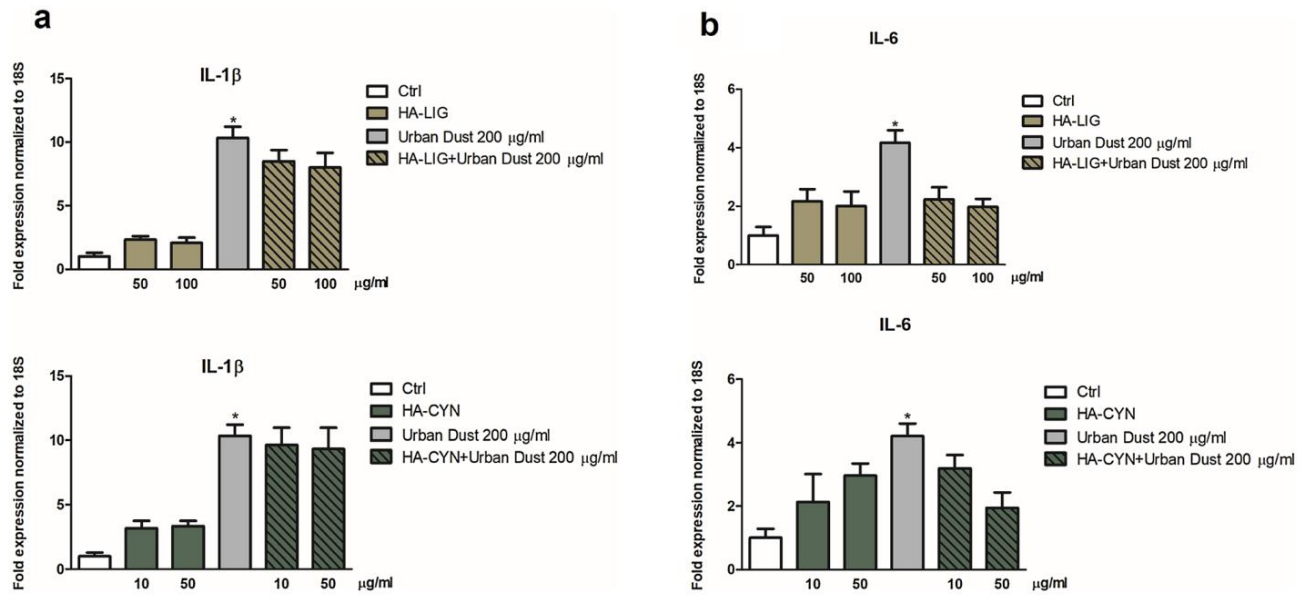 a
IL-1β
Fold expression normalized to 18S
15
10
5
0
*
50 100 50 100 μg/ml
Ctrl
HA-LIG
Urban Dust 200 μg/ml
HA-LIG+Urban Dust 200 μg/ml
b
IL-6
Fold expression normalized to 18S
6
4
2
0
*
50 100 50 100 μg/ml
Ctrl
HA-LIG
Urban Dust 200 μg/ml
HA-LIG+Urban Dust 200 μg/ml
IL-1β
Fold expression normalized to 18S
15
10
5
0
*
10 50 10 50 μg/ml
Ctrl
HA-CYN
Urban Dust 200 μg/ml
HA-CYN+Urban Dust 200 μg/ml
IL-6
Fold expression normalized to 18S
6
4
2
0
*
10 50 10 50 μg/ml
Ctrl
HA-CYN
Urban Dust 200 μg/ml
HA-CYN+Urban Dust 200 μg/ml